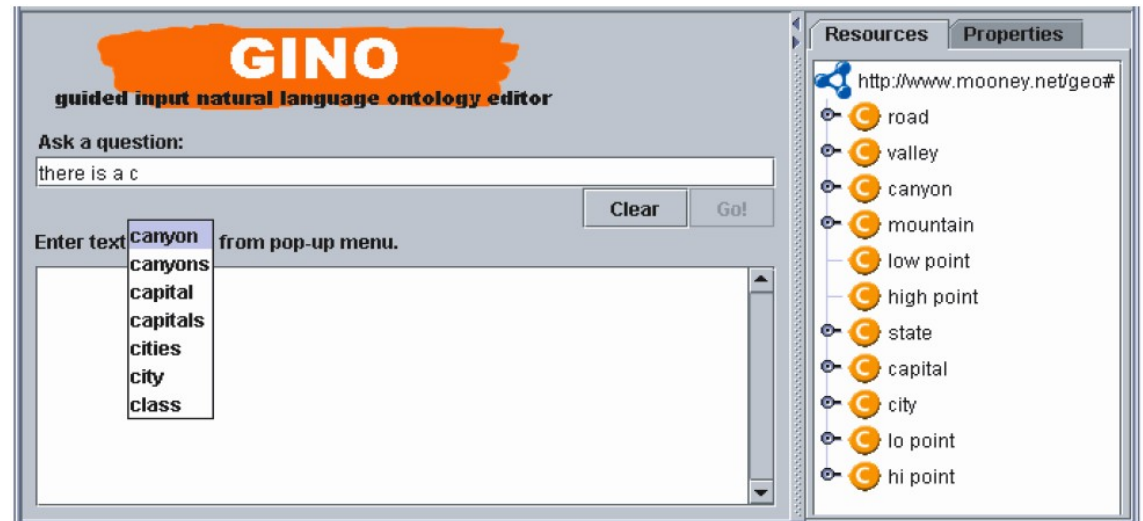 GINO
guided input natural language ontology editor
Ask a question:
there is a c
Clear
Go!
Enter text
from pop-up menu.
canyon
canyons
capital
capitals
cities
city
class
Resources
Properties
http://www.mooney.net/geo#
road
valley
canyon
mountain
low point
high point
state
capital
city
lo point
hi point